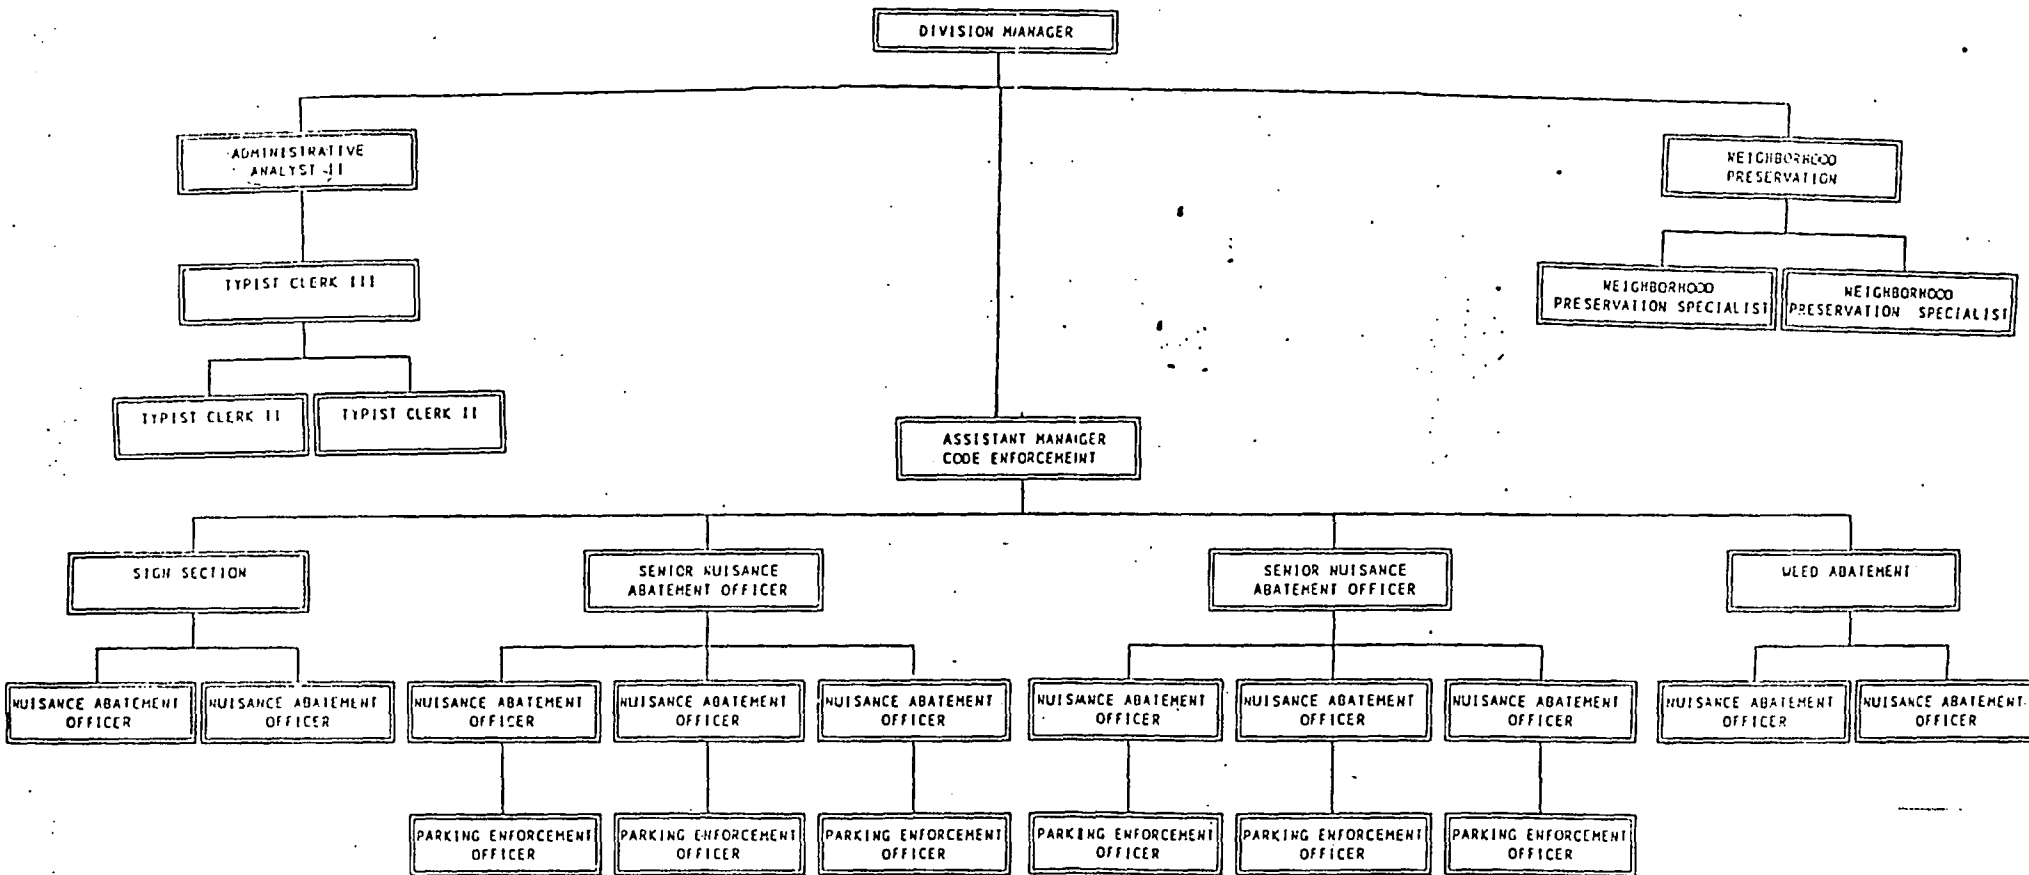 DIVISION MANAGER
ADMINISTRATIVE
ANALYST II
NEIGHBORHOOD
PRESERVATION
TYPIST CLERK III
NEIGHBORHOOD
PRESERVATION SPECIALIST
NEIGHBORHOOD
PRESERVATION SPECIALIST
TYPIST CLERK II
TYPIST CLERK II
ASSISTANT MANAGER
CODE ENFORCEMENT
SIGN SECTION
SENIOR NUISANCE
ABATEMENT OFFICER
SENIOR NUISANCE
ABATEMENT OFFICER
WEED ABATEMENT
NUISANCE ABATEMENT
OFFICER
NUISANCE ABATEMENT
OFFICER
NUISANCE ABATEMENT
OFFICER
NUISANCE ABATEMENT
OFFICER
NUISANCE ABATEMENT
OFFICER
NUISANCE ABATEMENT
OFFICER
NUISANCE ABATEMENT
OFFICER
NUISANCE ABATEMENT
OFFICER
NUISANCE ABATEMENT
OFFICER
NUISANCE ABATEMENT
OFFICER
PARKING ENFORCEMENT
OFFICER
PARKING ENFORCEMENT
OFFICER
PARKING ENFORCEMENT
OFFICER
PARKING ENFORCEMENT
OFFICER
PARKING ENFORCEMENT
OFFICER
PARKING ENFORCEMENT
OFFICER